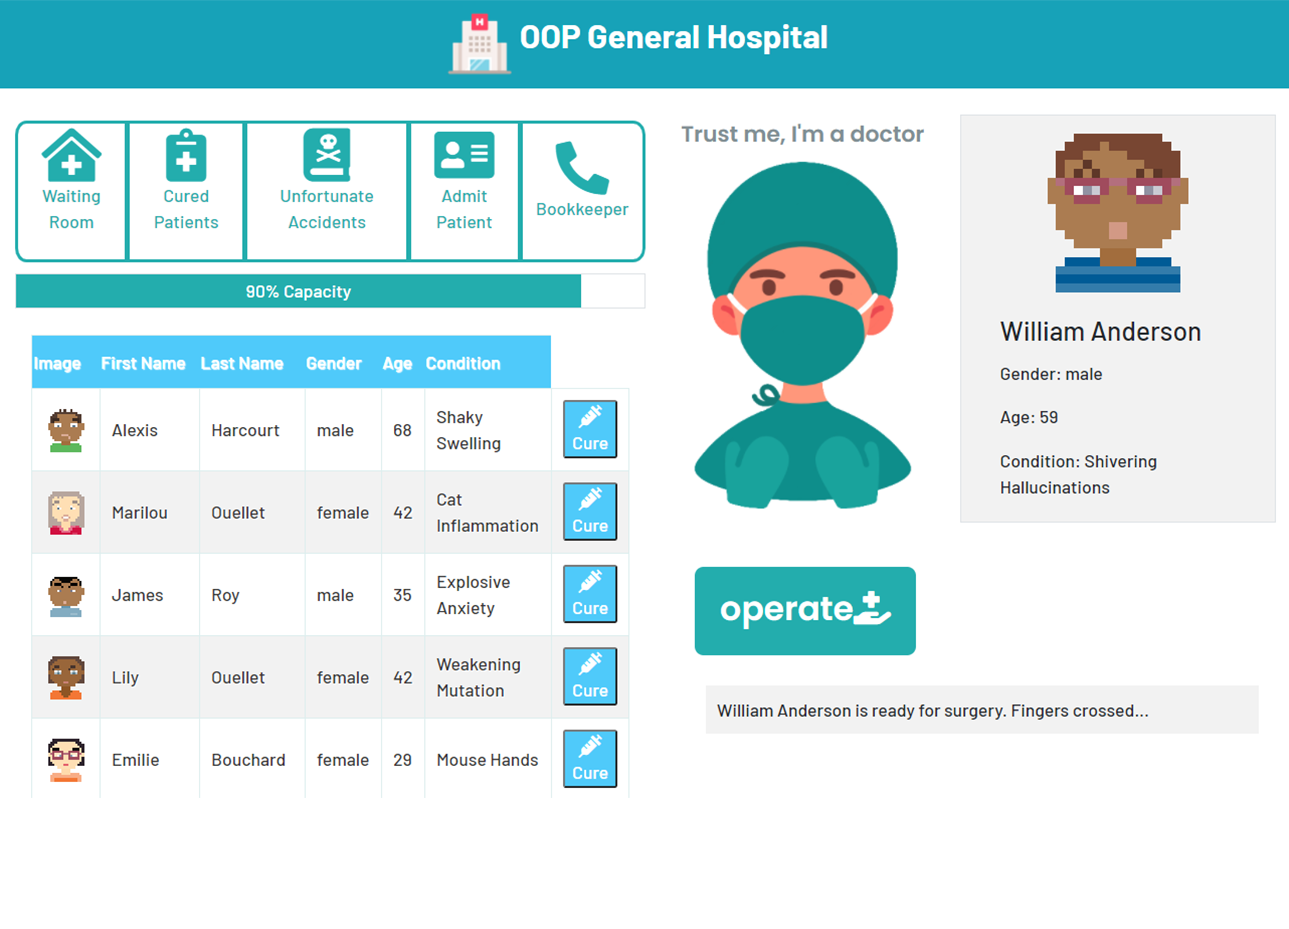 H
OOP General Hospital
Waiting
Room
Cured
Patients
Unfortunate
Accidents
Admit
Patient
Bookkeeper
90% Capacity
Image First Name Last Name Gender Age Condition
Alexis Harcourt male 68 Shaky
Swelling
Cure
Marilou Ouellet female 42 Cat
Inflammation
Cure
James Roy male 35 Explosive
Anxiety
Cure
Lily Ouellet female 42 Weakening
Mutation
Cure
Emilie Bouchard female 29 Mouse Hands
Cure
Trust me, I'm a doctor
William Anderson
Gender: male
Age: 59
Condition: Shivering
Hallucinations
operate
William Anderson is ready for surgery. Fingers crossed...